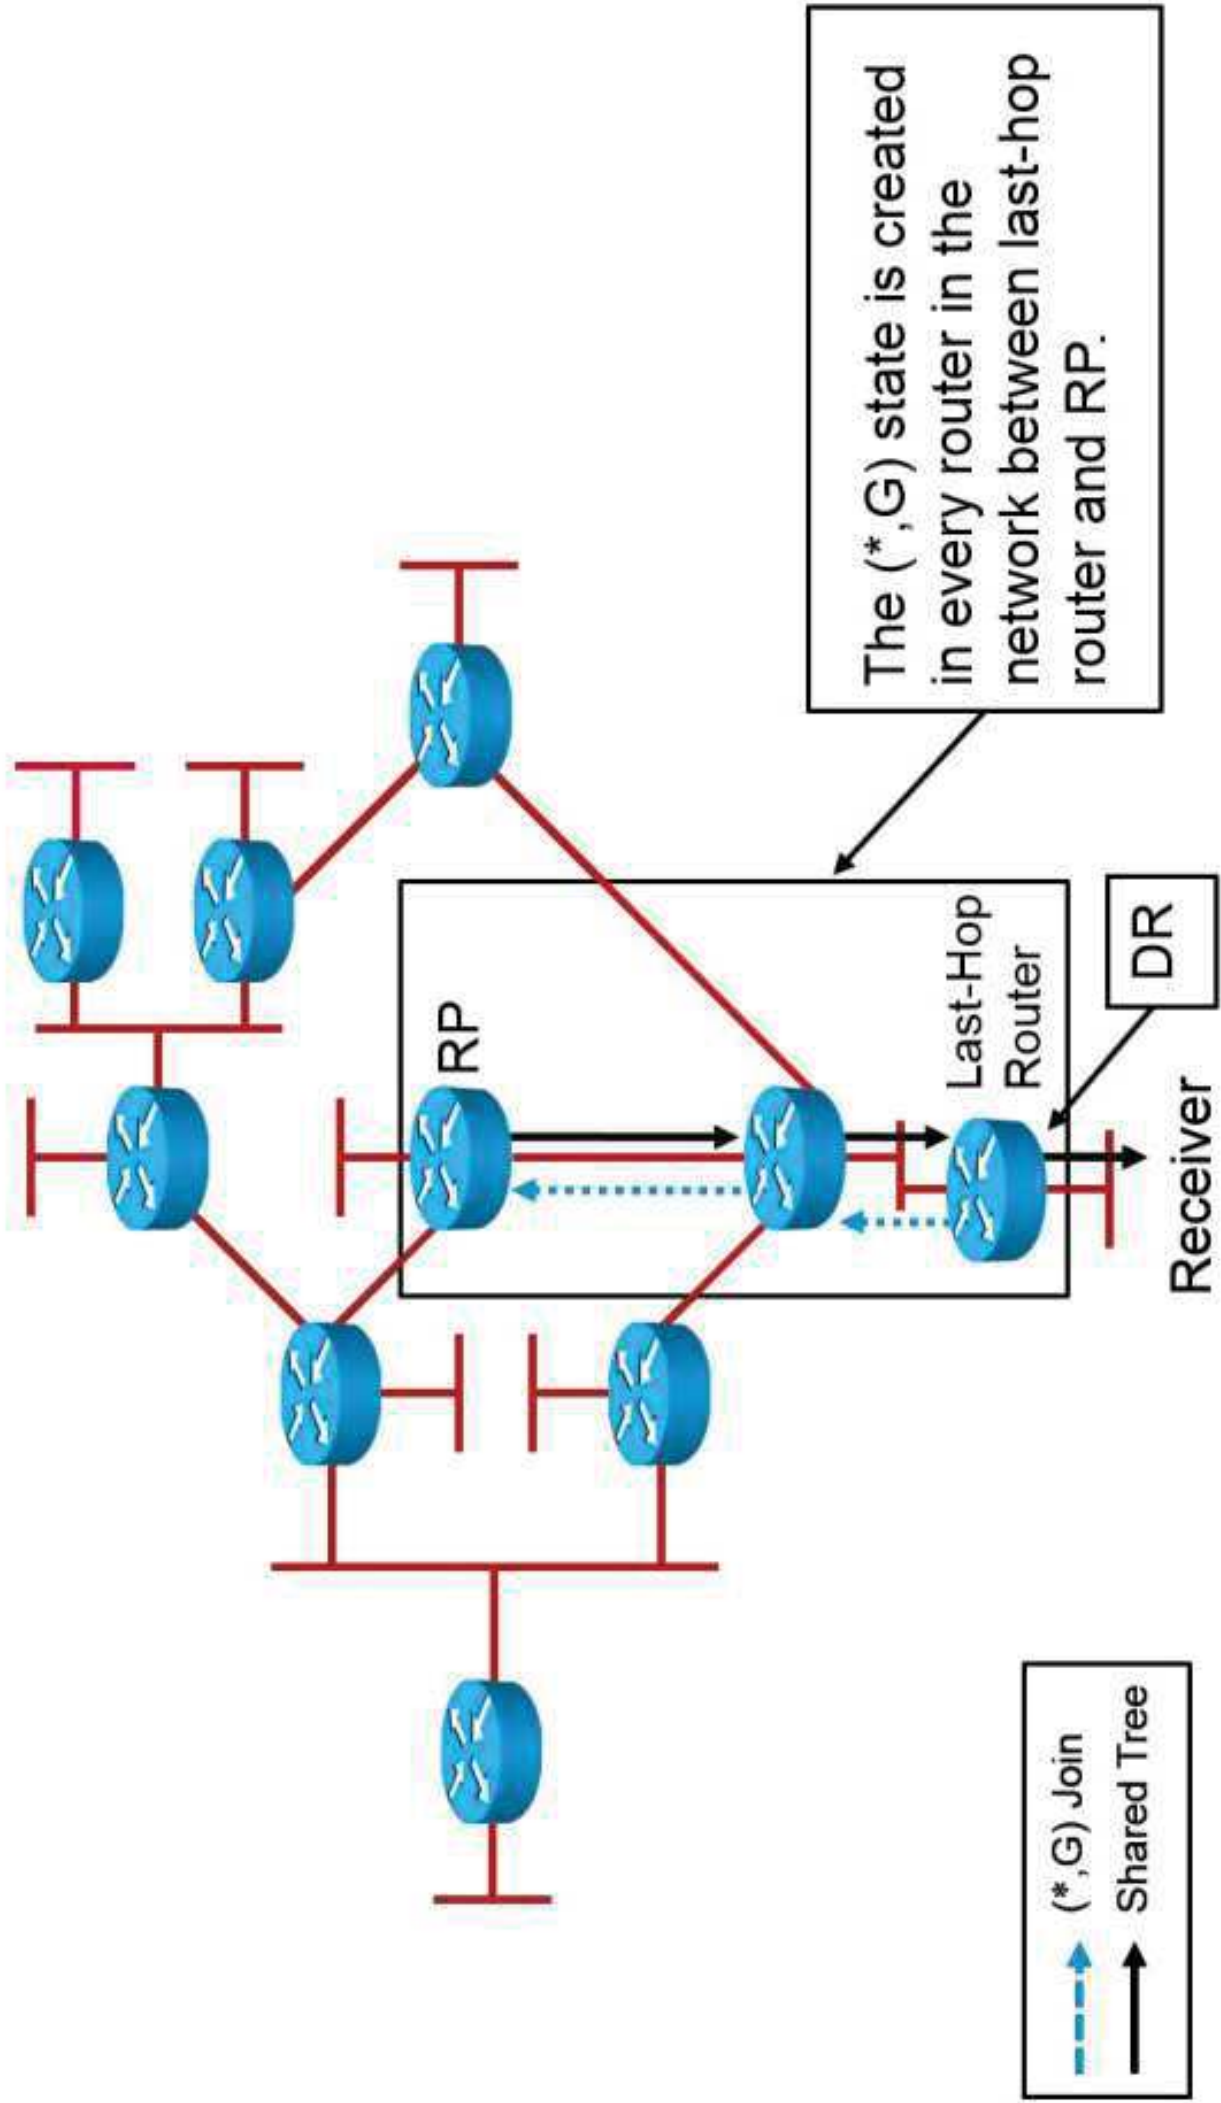 RP
Last-Hop
Router
DR
Receiver
The (*,G) state is created
in every router in the
network between last-hop
router and RP.
(*,G) Join
Shared Tree